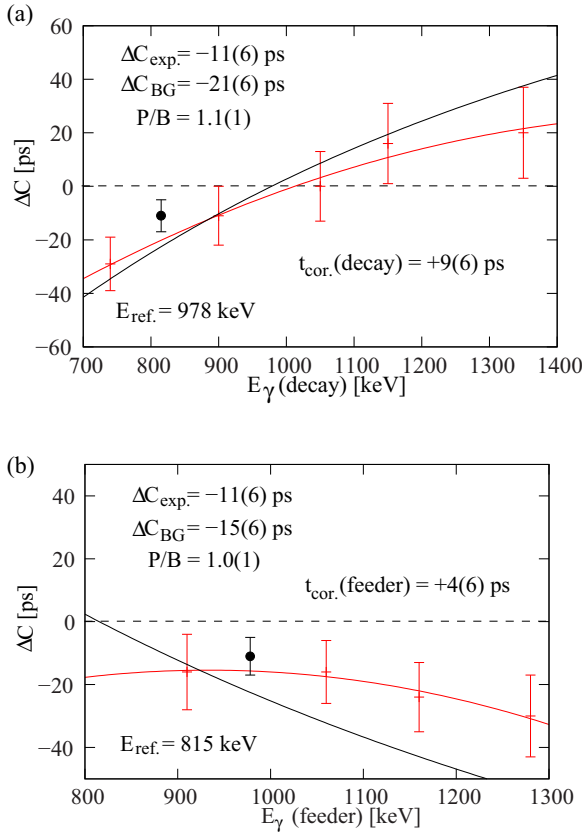 (a)
ΔC_exp. = −11(6) ps
ΔC_BG = −21(6) ps
P/B = 1.1(1)
t_cor.(decay) = +9(6) ps
E_ref. = 978 keV
ΔC [ps]
60
40
20
0
−20
−40
−60
700 800 900 1000 1100 1200 1300 1400
E_γ (decay) [keV]
(b)
ΔC_exp. = −11(6) ps
ΔC_BG = −15(6) ps
P/B = 1.0(1)
t_cor.(feeder) = +4(6) ps
E_ref. = 815 keV
ΔC [ps]
40
20
0
−20
−40
800 900 1000 1100 1200 1300
E_γ (feeder) [keV]